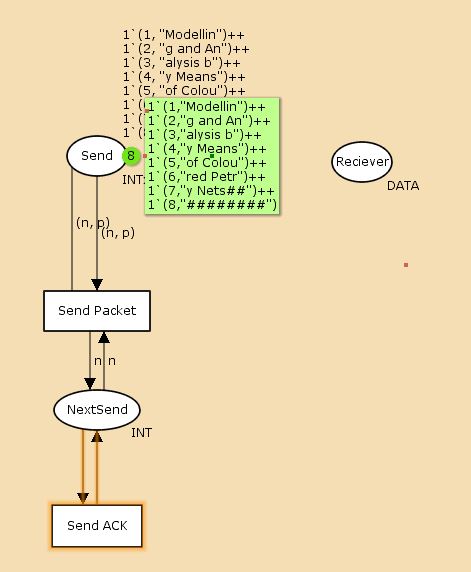 1`(1, "Modellin")++
1`(2, "g and An")++
1`(3, "alysis b")++
1`(4, "y Means")++
1`(5, "of Colou")++
1`(
1`(
1`(8
1`(1,"Modellin")++
1`(2,"g and An")++
1`(3,"alysis b")++
1`(4,"y Means")++
1`(5,"of Colou")++
1`(6,"red Petr")++
1`(7,"y Nets##")++
1`(8,"########")
Send
8
INT
Reciever
DATA
(n, p)
(n, p)
Send Packet
n
n
NextSend
INT
Send ACK